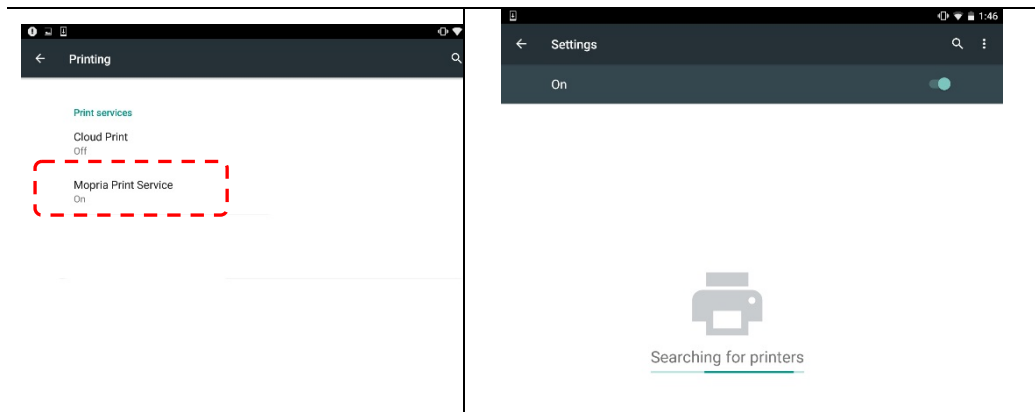 Printing
Print services
Cloud Print
Off
Mopria Print Service
On
1:46
Settings
On
Searching for printers